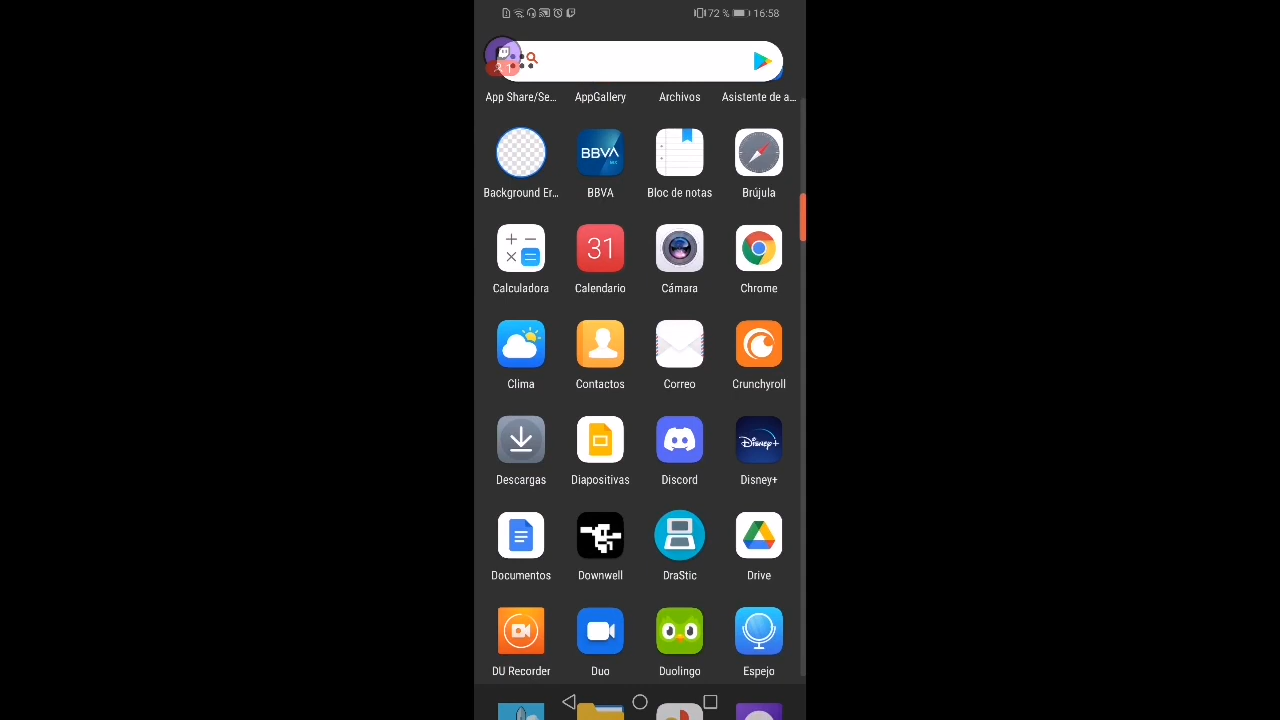 72 % 16:58
1
App Share/Se... AppGallery Archivos Asistente de a...
BBVA
Background Er... BBVA Bloc de notas Brújula
31
Calculadora Calendario Cámara Chrome
Clima Contactos Correo Crunchyroll
Disney+
Descargas Diapositivas Discord Disney+
Documentos Downwell DraStic Drive
DU Recorder Duo Duolingo Espejo